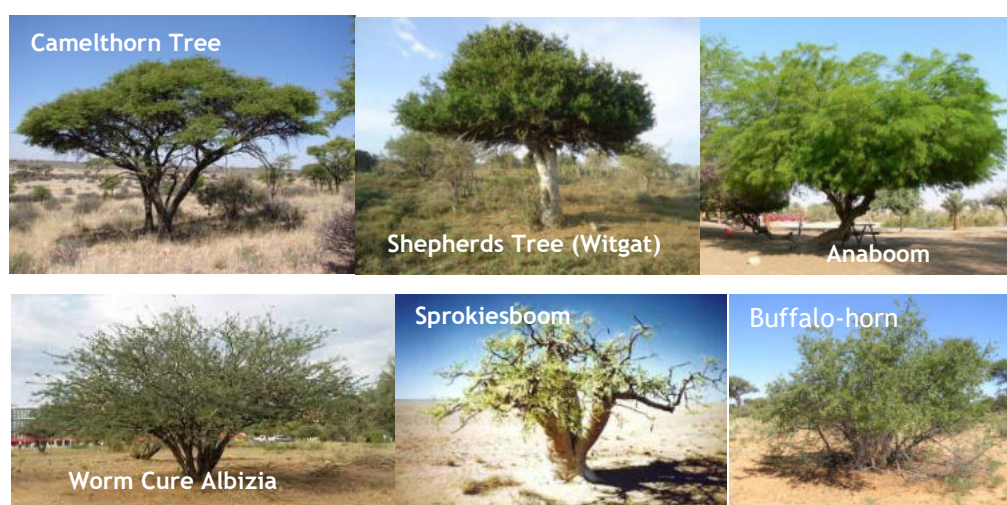 Camelthorn Tree
Shepherds Tree (Witgat)
Anaboom
Worm Cure Albizia
Sprokiesboom
Buffalo-horn